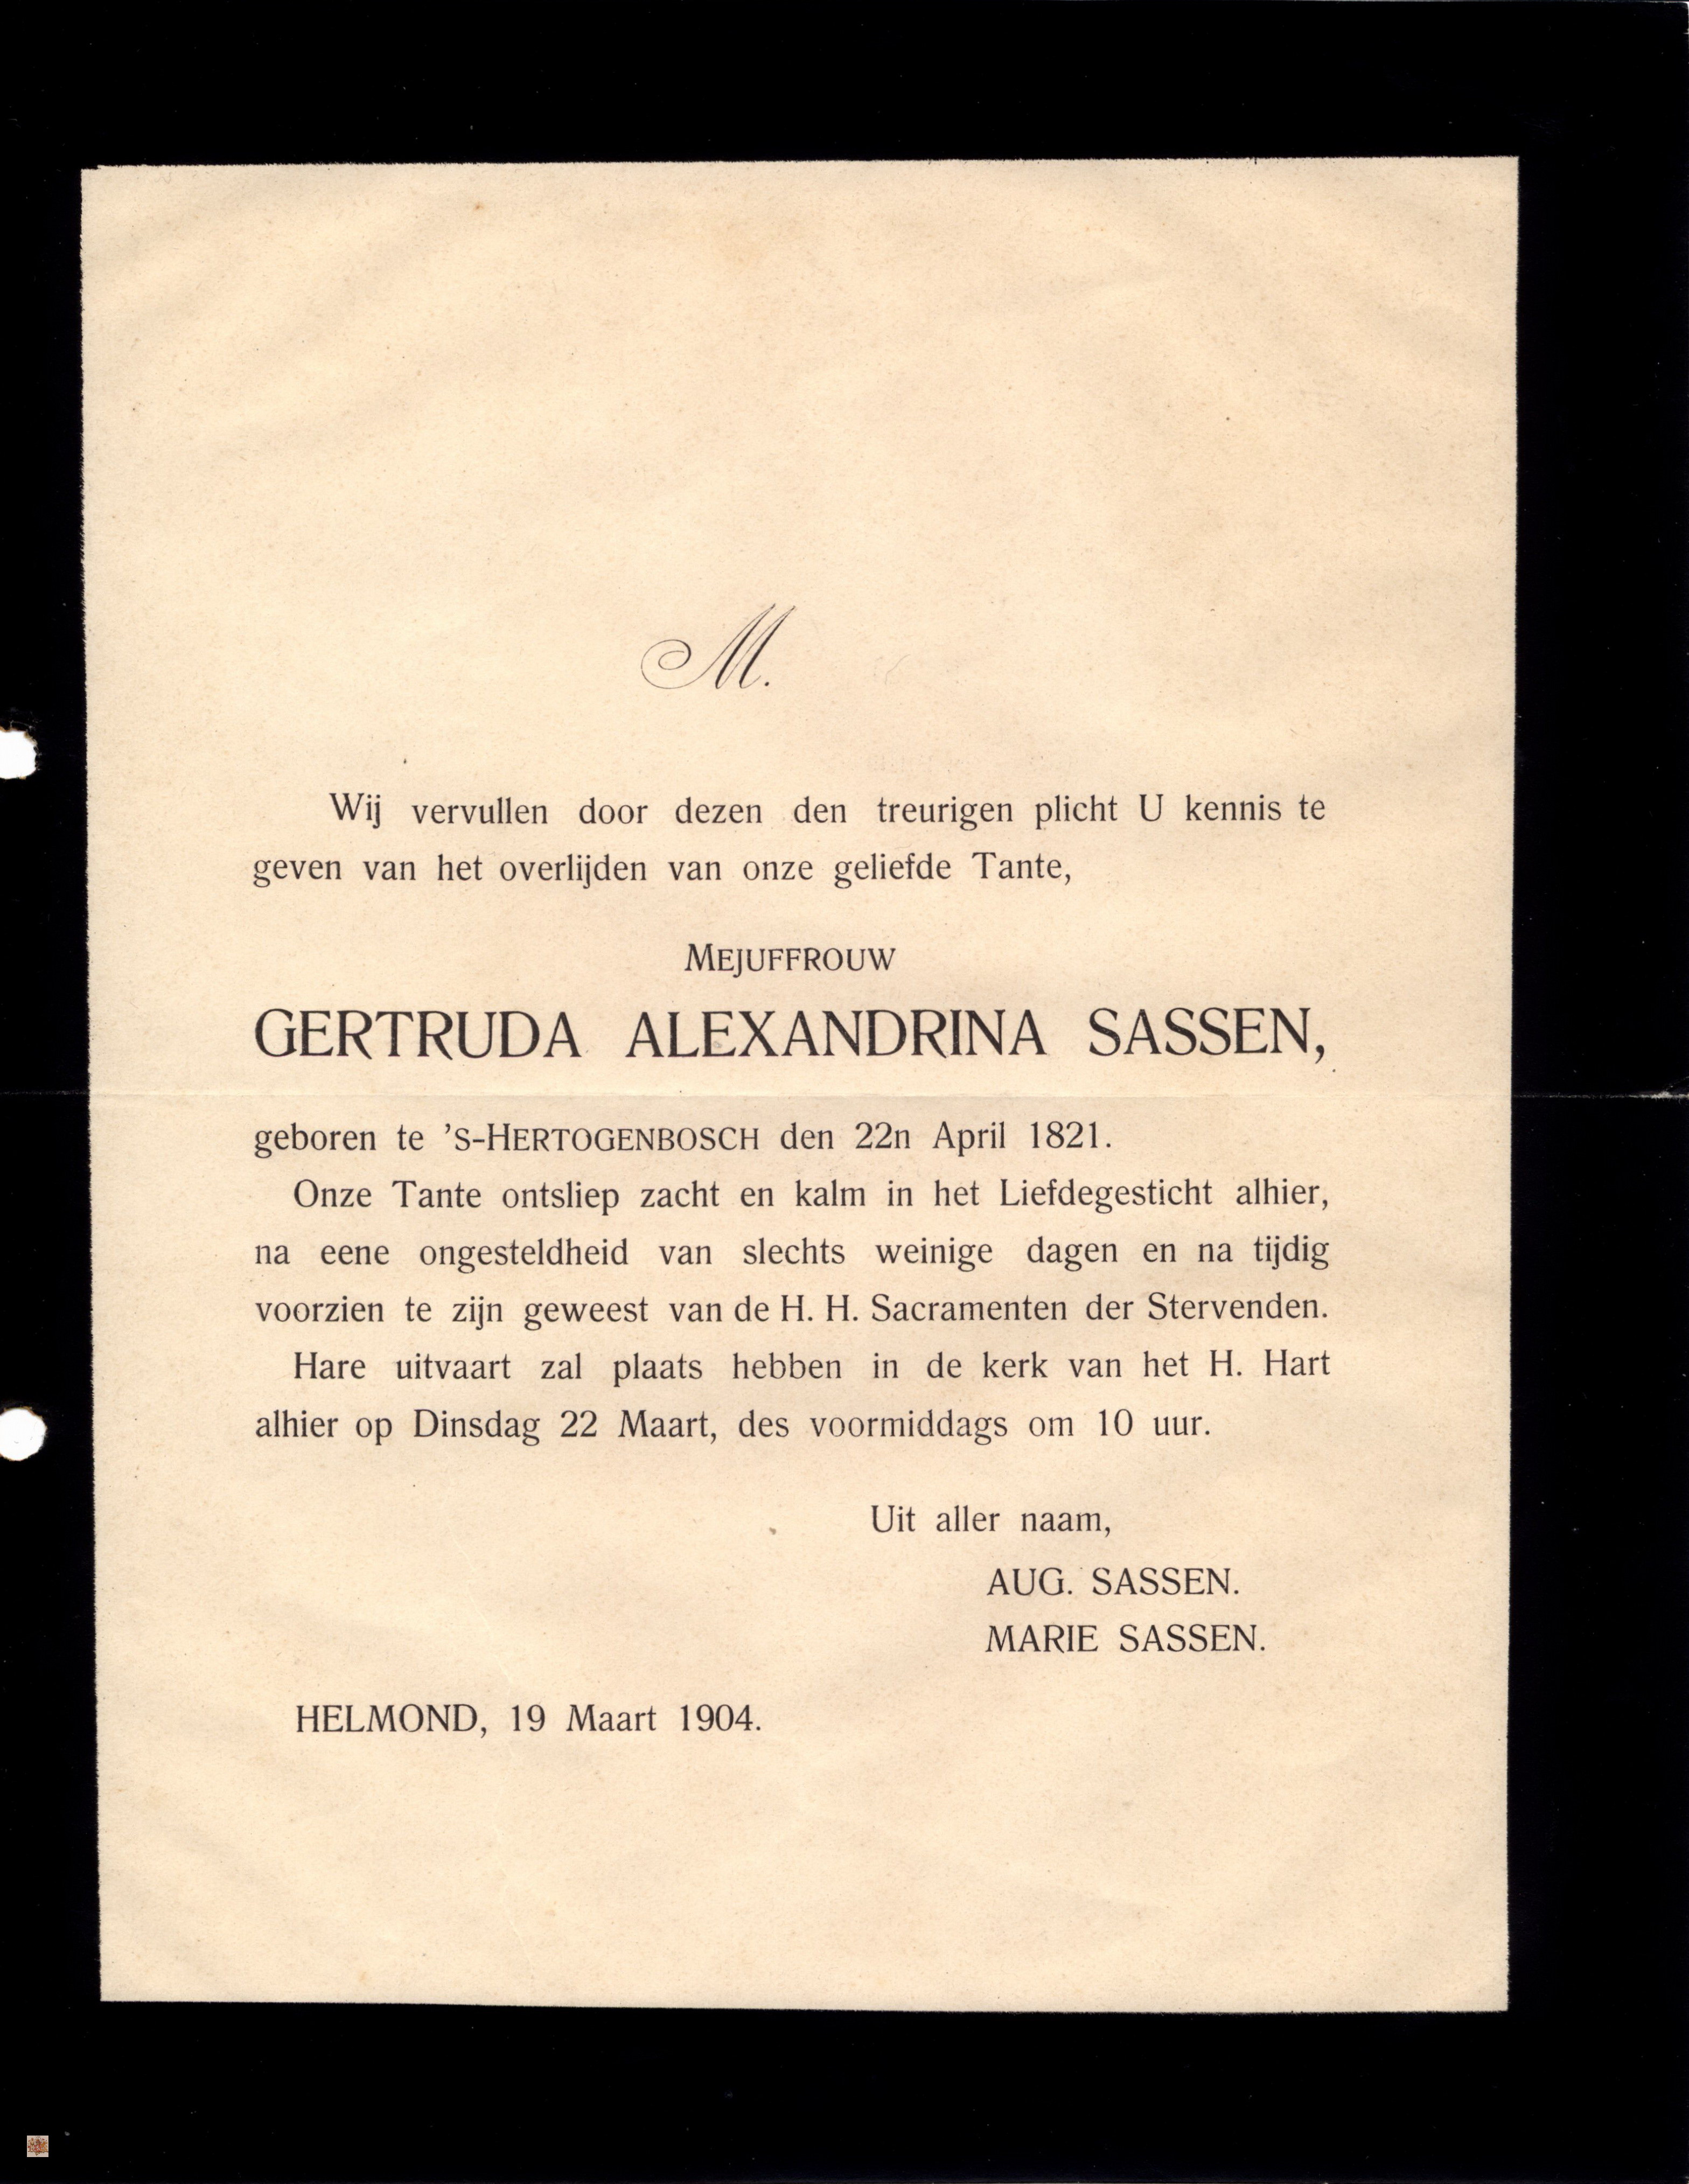 M.
Wij vervullen door dezen den treurigen plicht U kennis te
geven van het overlijden van onze geliefde Tante,
MEJUFFROUW
GERTRUDA ALEXANDRINA SASSEN,
geboren te 'S-HERTOGENBOSCH den 22n April 1821.
Onze Tante ontsliep zacht en kalm in het Liefdegesticht alhier,
na eene ongesteldheid van slechts weinige dagen en na tijdig
voorzien te zijn geweest van de H. H. Sacramenten der Stervenden.
Hare uitvaart zal plaats hebben in de kerk van het H. Hart
alhier op Dinsdag 22 Maart, des voormiddags om 10 uur.
Uit aller naam,
AUG. SASSEN.
MARIE SASSEN.
HELMOND, 19 Maart 1904.